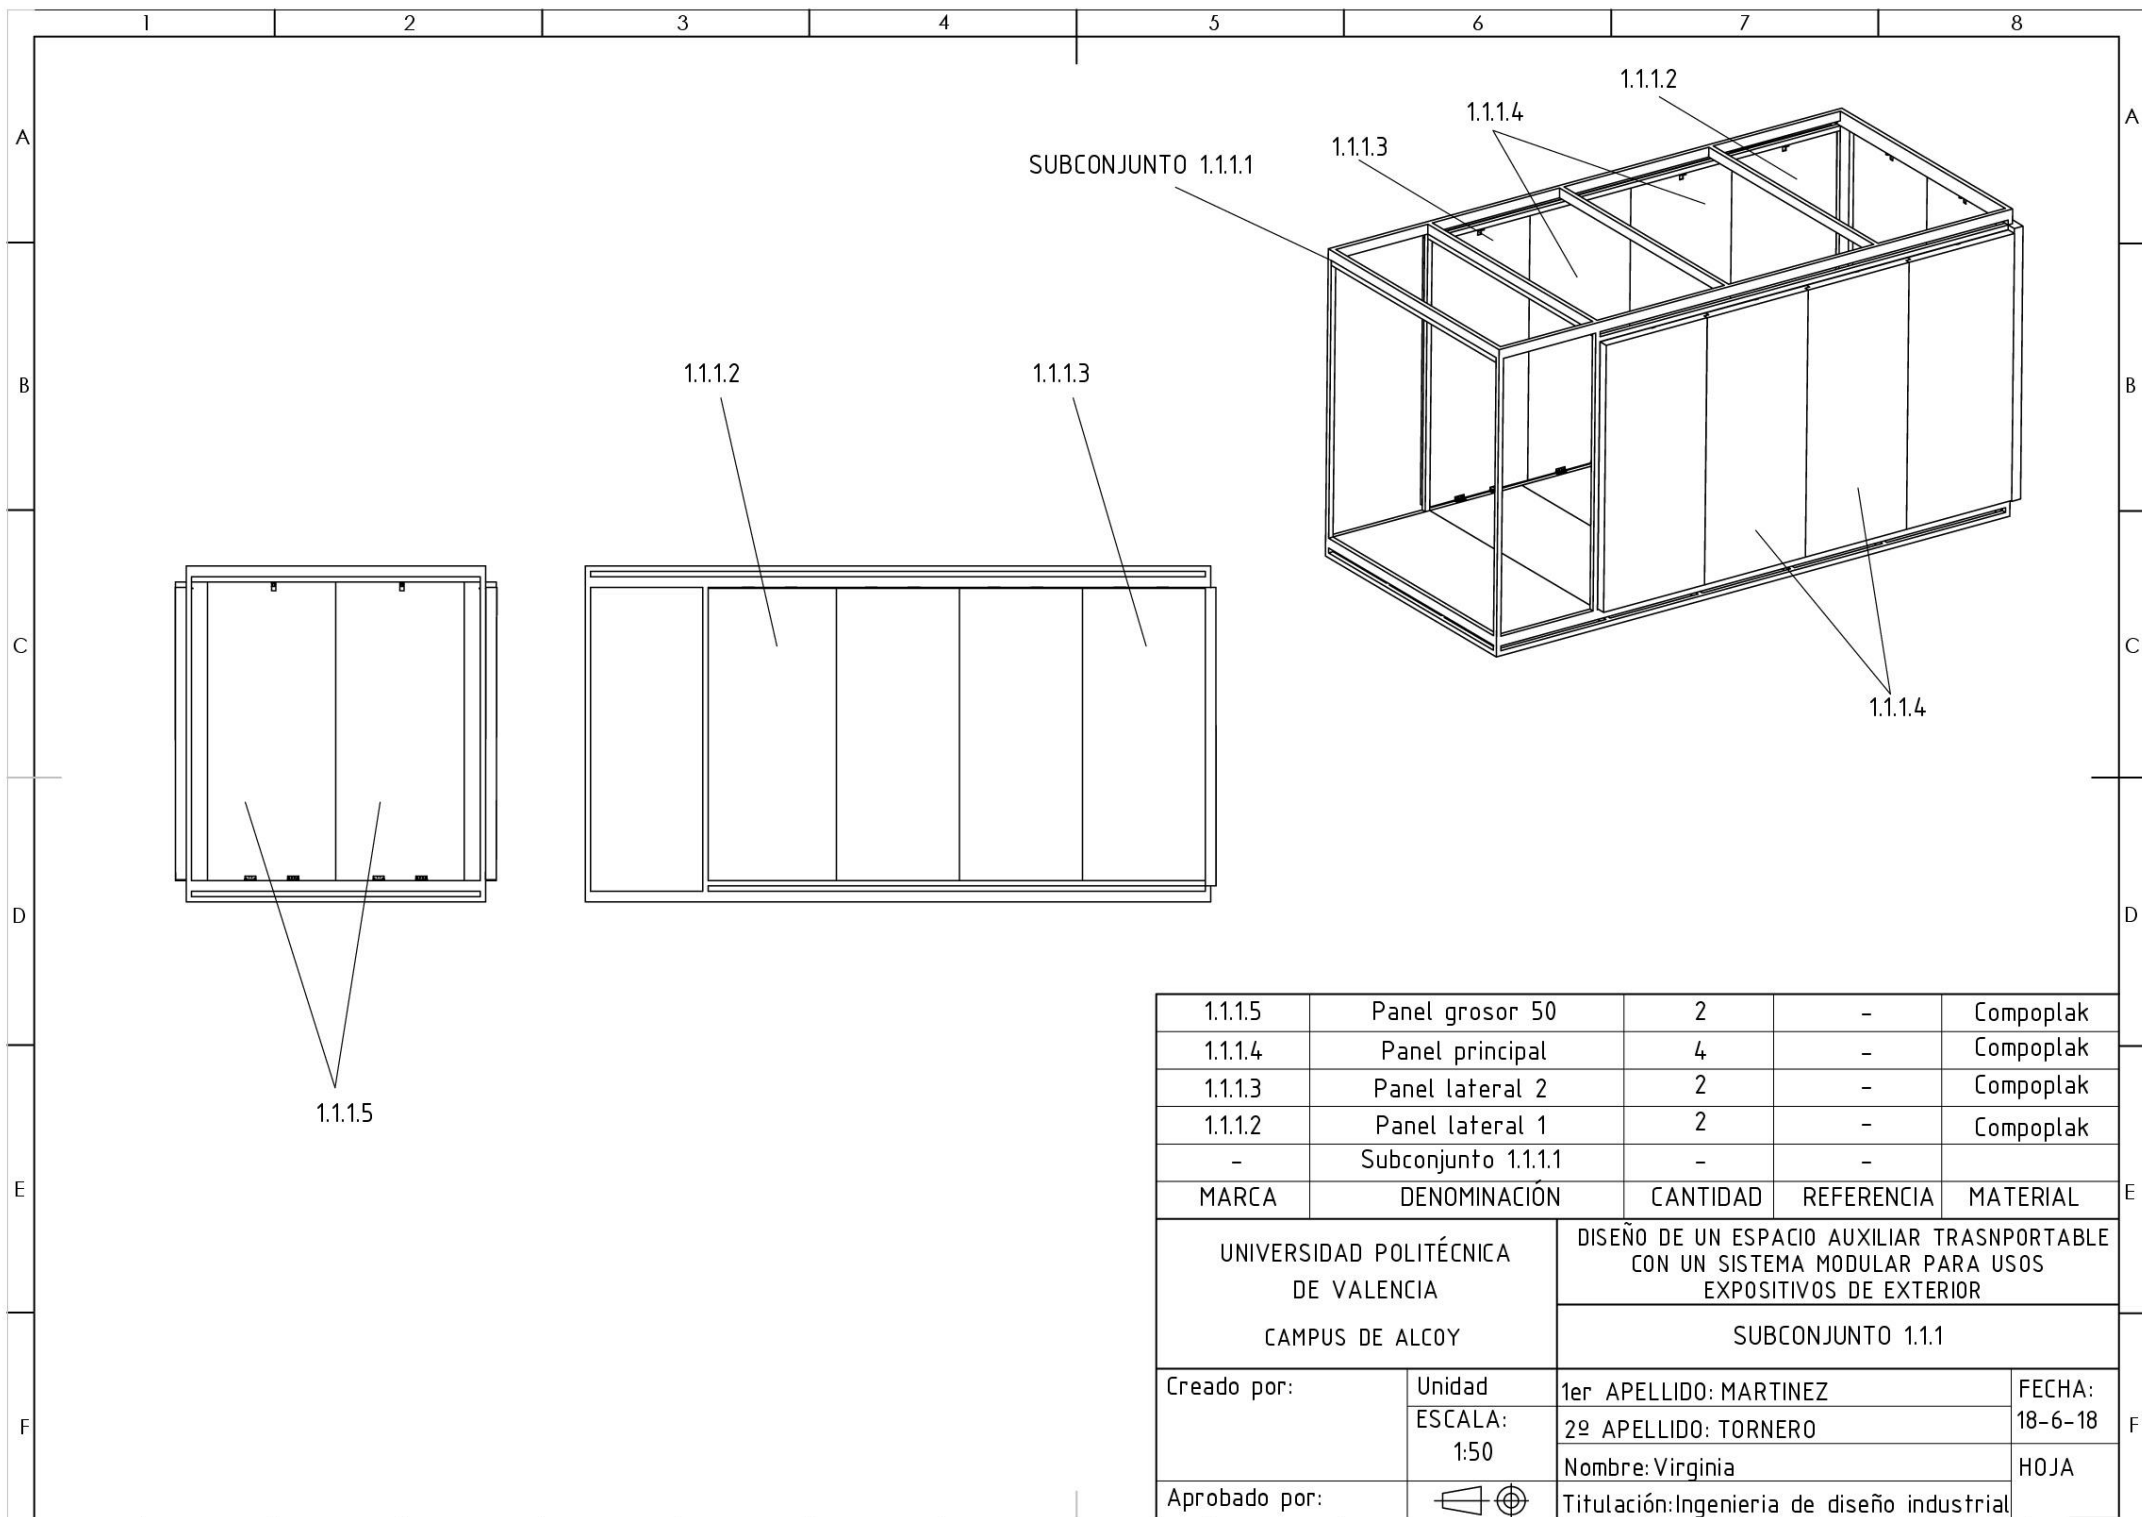 1 2 3 4 5 6 7 8
A A
B B
C C
D D
E E
F F
1.1.1.2
1.1.1.4
1.1.1.3
SUBCONJUNTO 1.1.1.1
1.1.1.2 1.1.1.3
1.1.1.4
1.1.1.5
1.1.1.5 Panel grosor 50 2 - Compoplak
1.1.1.4 Panel principal 4 - Compoplak
1.1.1.3 Panel lateral 2 2 - Compoplak
1.1.1.2 Panel lateral 1 2 - Compoplak
- Subconjunto 1.1.1.1 - -
MARCA DENOMINACIÓN CANTIDAD REFERENCIA MATERIAL
UNIVERSIDAD POLITÉCNICA
DE VALENCIA
CAMPUS DE ALCOY
DISEÑO DE UN ESPACIO AUXILIAR TRASNPORTABLE
CON UN SISTEMA MODULAR PARA USOS
EXPOSITIVOS DE EXTERIOR
SUBCONJUNTO 1.1.1
Creado por:
Unidad
ESCALA:
1:50
1er APELLIDO: MARTINEZ
2º APELLIDO: TORNERO
Nombre: Virginia
Titulación:Ingenieria de diseño industrial
FECHA:
18-6-18
HOJA
Aprobado por: